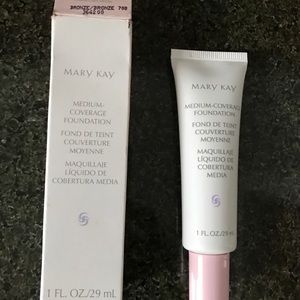 BRONZE/BRONZE 708
364200
MARY KAY
MEDIUM-
COVERAGE
FOUNDATION
FOND DE TEINT
COUVERTURE
MOYENNE
MAQUILLAJE
LÍQUIDO DE
COBERTURA MEDIA
1 FL. OZ./29 mL
MARY KAY
MEDIUM-COVERAGE
FOUNDATION
FOND DE TEINT
COUVERTURE
MOYENNE
MAQUILLAJE
LÍQUIDO DE
COBERTURA
MEDIA
1 FL. OZ./29 mL